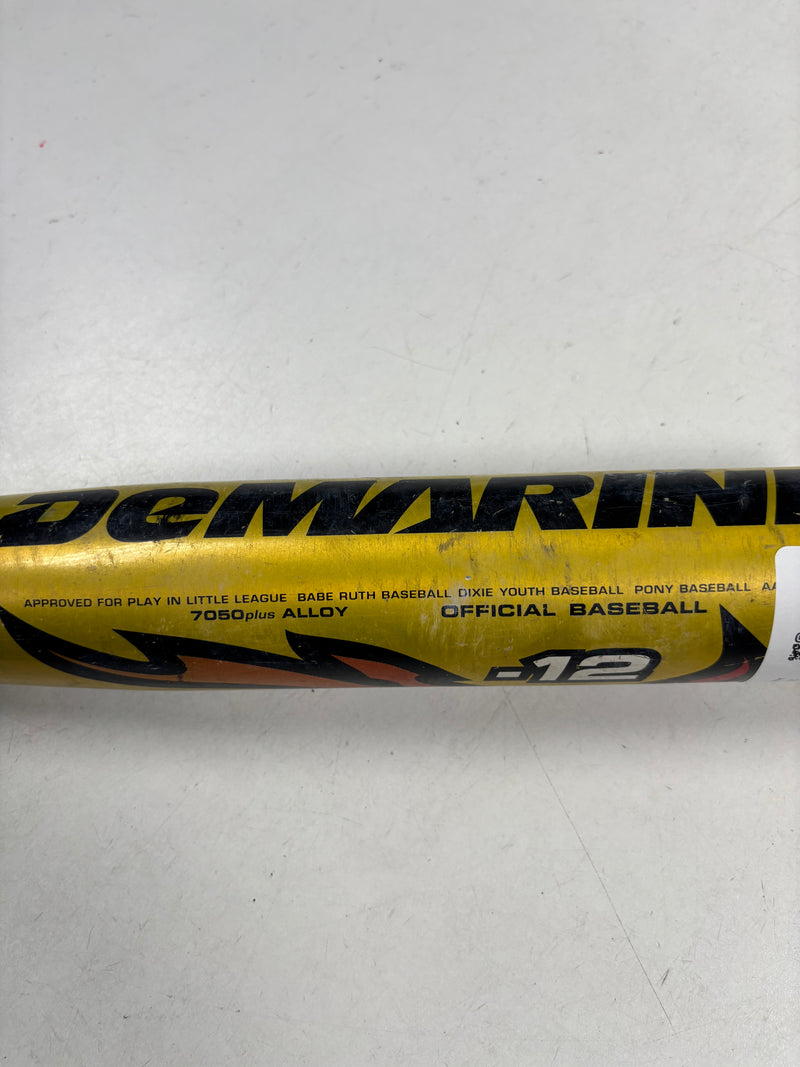 DeMARINI
APPROVED FOR PLAY IN LITTLE LEAGUE BABE RUTH BASEBALL DIXIE YOUTH BASEBALL PONY BASEBALL AA
7050plus ALLOY OFFICIAL BASEBALL
-12